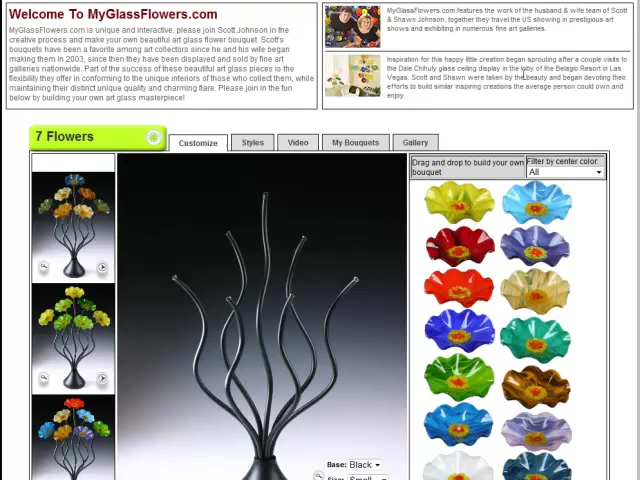 Welcome To MyGlassFlowers.com
MyGlassFlowers.com is unique and interactive, please join Scott Johnson in the
creative process and make your own beautiful art glass flower bouquet. Scott's
bouquets have been a favorite among art collectors since he and his wife began
making them in 2003, since then they have been displayed and sold by fine art
galleries nationwide. Part of the success of these beautiful art glass pieces is the
flexibility they offer in conforming to the unique interiors of those who collect them, while
maintaining their distinct unique quality and charming flare. Please join in the fun
below by building your own art glass masterpiece!
MyGlassFlowers.com features the work of the husband & wife team of Scott
& Shawn Johnson, together they travel the US showing in prestigious art
shows and exhibiting in numerous fine art galleries.
Inspiration for this happy little creation began sprouting after a couple visits to
the Dale Chihuly glass ceiling display in the lobby of the Belagio Resort in Las
Vegas. Scott and Shawn were taken by the beauty and began devoting their
efforts to build similar inspiring creations the average person could own and
enjoy.
7 Flowers
Customize
Styles
Video
My Bouquets
Gallery
Drag and drop to build your own
bouquet
Filter by center color:
All
Base: Black
Size: Small